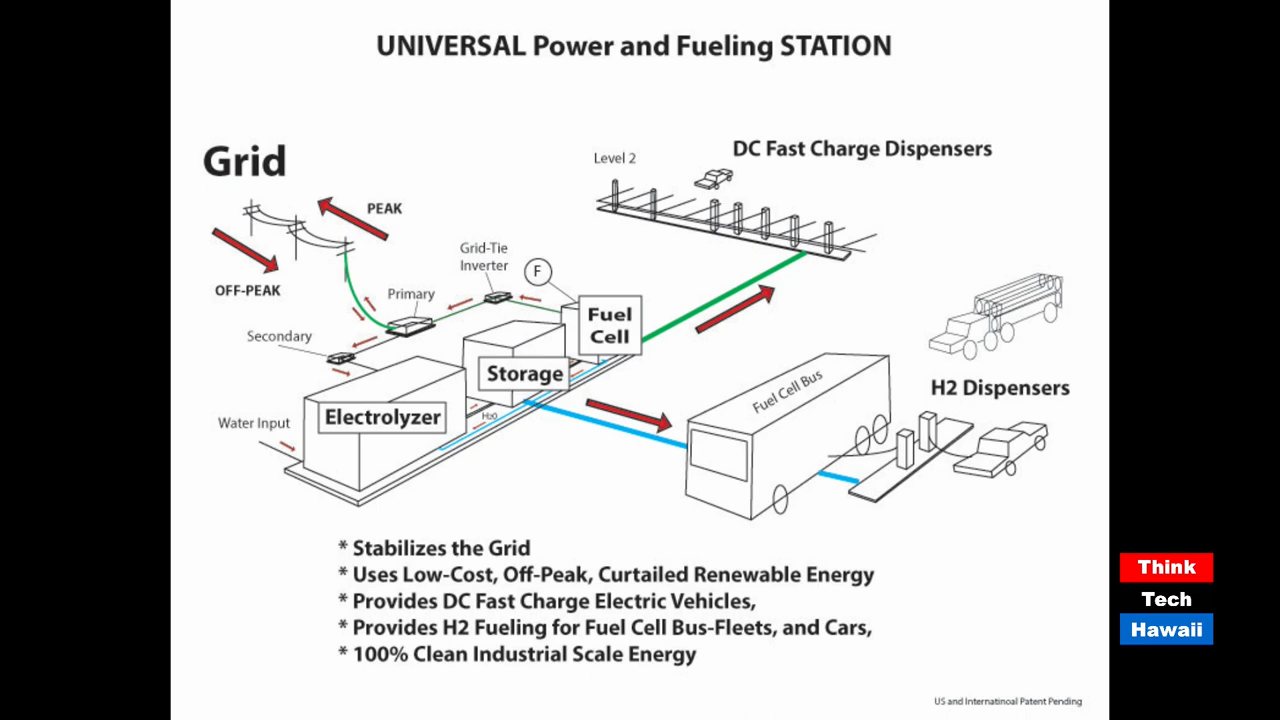 UNIVERSAL Power and Fueling STATION
Grid
Level 2
DC Fast Charge Dispensers
PEAK
OFF-PEAK
Grid-Tie
Inverter
F
Primary
Secondary
Fuel
Cell
Storage
Electrolyzer
H20
Water Input
Fuel Cell Bus
H2 Dispensers
* Stabilizes the Grid
* Uses Low-Cost, Off-Peak, Curtailed Renewable Energy
* Provides DC Fast Charge Electric Vehicles,
* Provides H2 Fueling for Fuel Cell Bus-Fleets, and Cars,
* 100% Clean Industrial Scale Energy
Think
Tech
Hawaii
US and Internatinoal Patent Pending